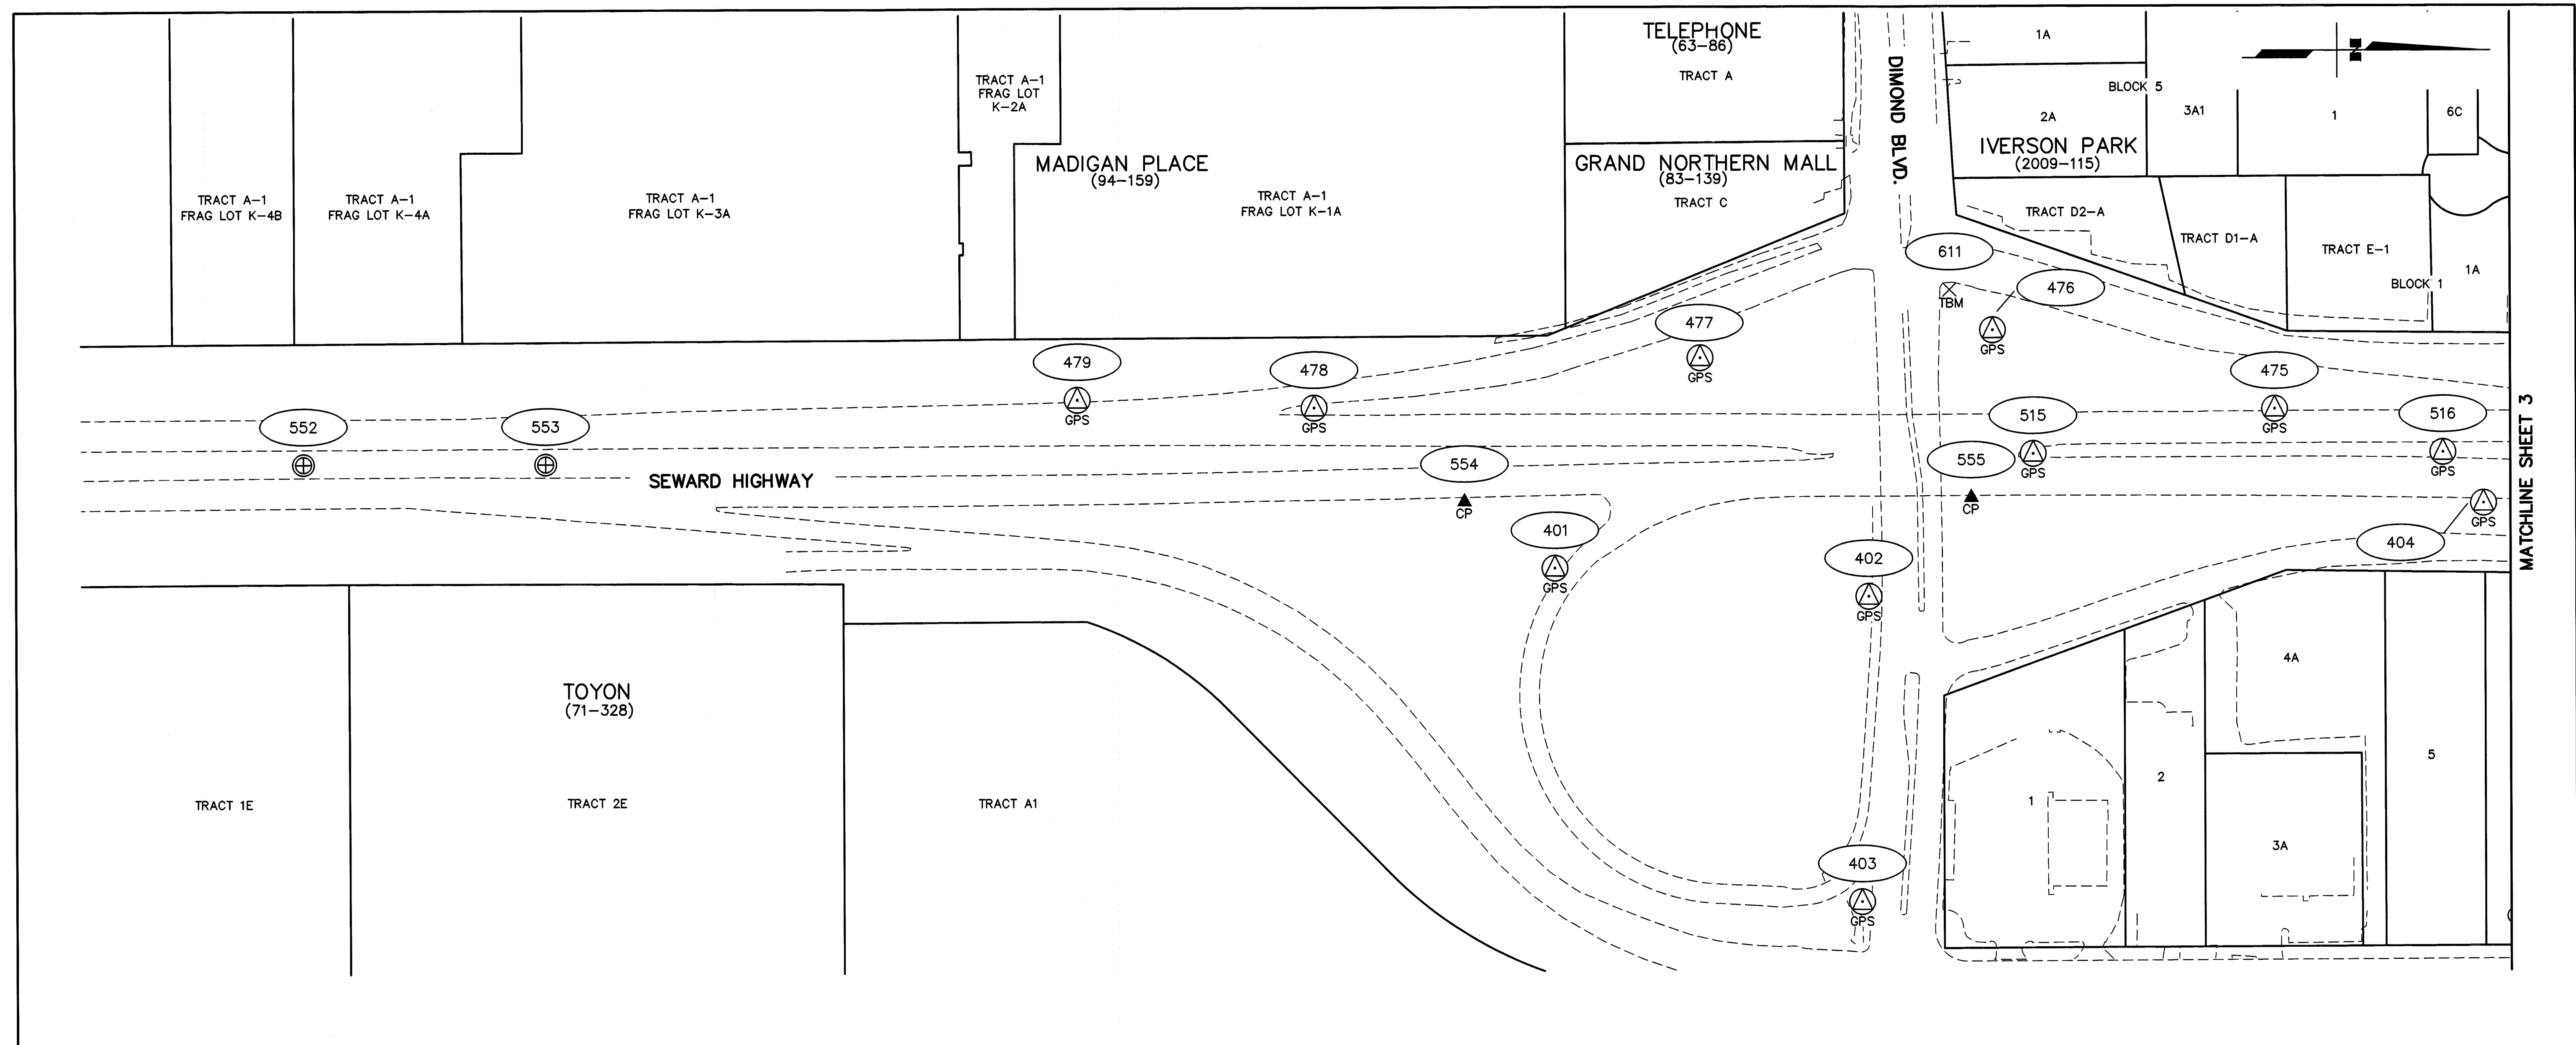 TELEPHONE
(63-86)
TRACT A
DIMOND BLVD.
1A
BLOCK 5
2A
3A1
1
6C
N
TRACT A-1
FRAG LOT
K-2A
MADIGAN PLACE
(94-159)
GRAND NORTHERN MALL
(83-139)
TRACT C
IVERSON PARK
(2009-115)
TRACT A-1
FRAG LOT K-4B
TRACT A-1
FRAG LOT K-4A
TRACT A-1
FRAG LOT K-3A
TRACT A-1
FRAG LOT K-1A
TRACT D2-A
TRACT D1-A
TRACT E-1
BLOCK 1
1A
611
TBM
476
GPS
477
GPS
479
GPS
478
GPS
475
GPS
552
553
515
GPS
516
GPS
SEWARD HIGHWAY
554
CP
555
CP
401
GPS
402
GPS
404
GPS
MATCHLINE SHEET 3
403
GPS
TOYON
(71-328)
TRACT 1E
TRACT 2E
TRACT A1
1
2
4A
3A
5